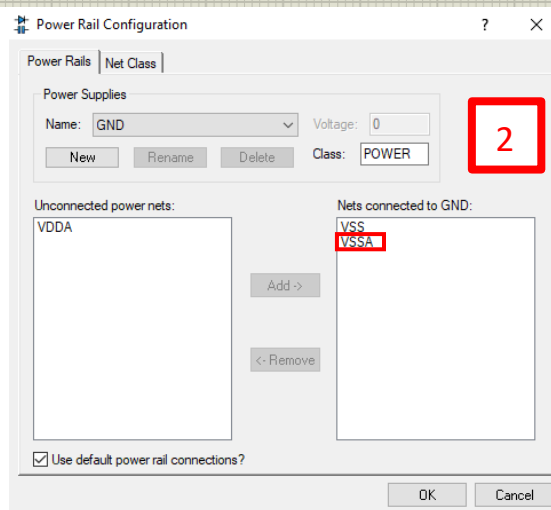 Power Rail Configuration ? ×
Power Rails Net Class
Power Supplies
Name: GND Voltage: 0
New Rename Delete Class: POWER
2
Unconnected power nets: Nets connected to GND:
VDDA VSS
VSSA
Add ->
<- Remove
Use default power rail connections?
OK Cancel